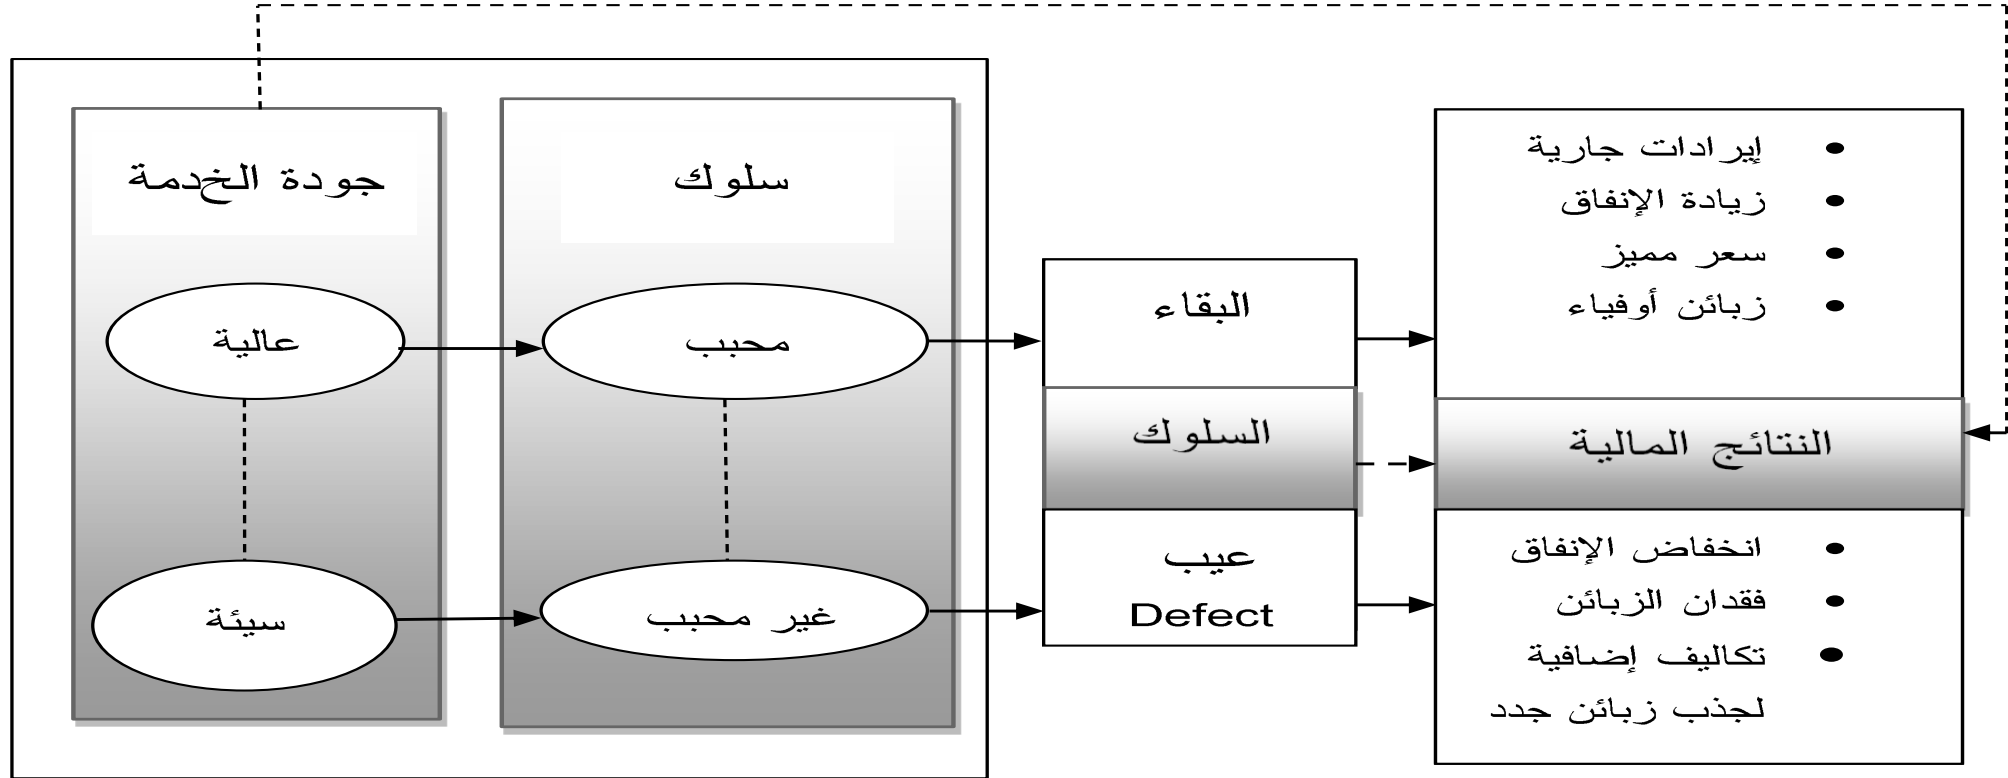 جودة الخدمة
سلوك
عالية
محبب
سيئة
غير محبب
البقاء
السلوك
عيب
Defect
• إيرادات جارية
• زيادة الإنفاق
• سعر مميز
• زبائن أوفياء
النتائج المالية
• انخفاض الإنفاق
• فقدان الزبائن
• تكاليف إضافية
لجذب زبائن جدد